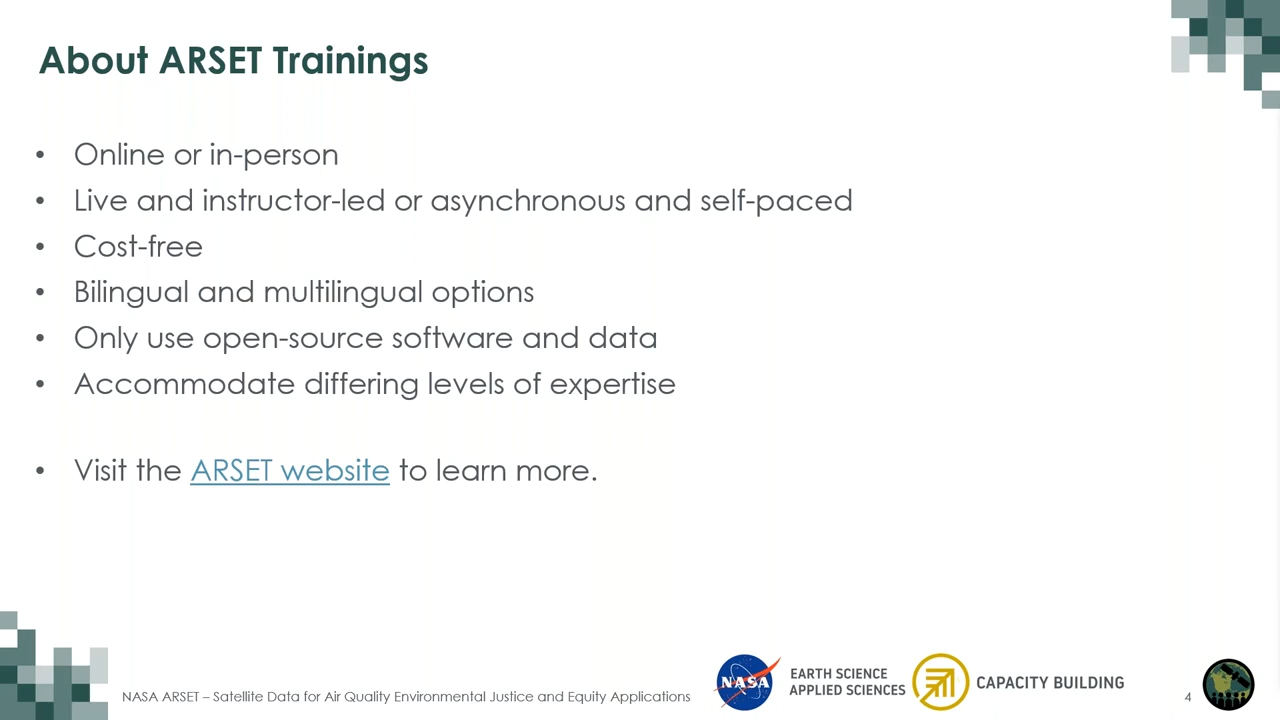 About ARSET Trainings
• Online or in-person
• Live and instructor-led or asynchronous and self-paced
• Cost-free
• Bilingual and multilingual options
• Only use open-source software and data
• Accommodate differing levels of expertise
• Visit the ARSET website to learn more.
NASA ARSET – Satellite Data for Air Quality Environmental Justice and Equity Applications
NASA
EARTH SCIENCE
APPLIED SCIENCES
CAPACITY BUILDING
4